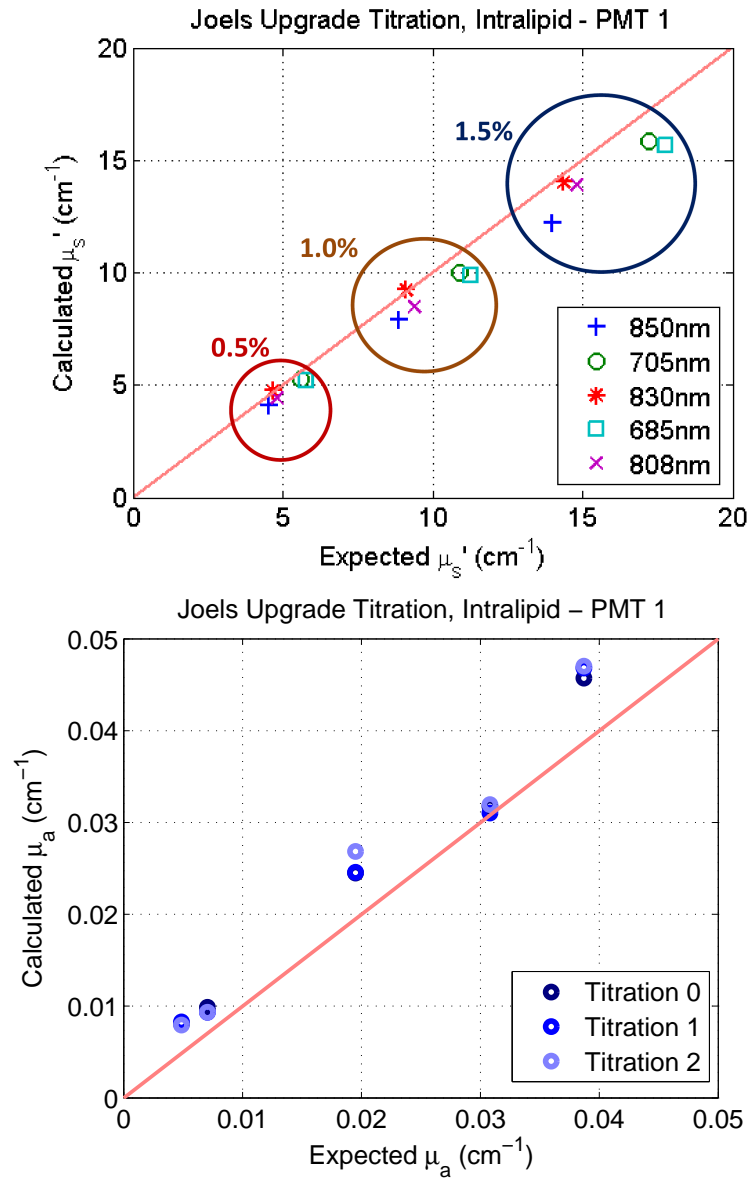 Joels Upgrade Titration, Intralipid - PMT 1
20
15
10
5
0
Calculated μs' (cm⁻¹)
1.5%
1.0%
0.5%
850nm
705nm
830nm
685nm
808nm
0 5 10 15 20
Expected μs' (cm⁻¹)
Joels Upgrade Titration, Intralipid − PMT 1
0.05
0.04
0.03
0.02
0.01
0
Calculated μa (cm⁻¹)
Titration 0
Titration 1
Titration 2
0 0.01 0.02 0.03 0.04 0.05
Expected μa (cm⁻¹)